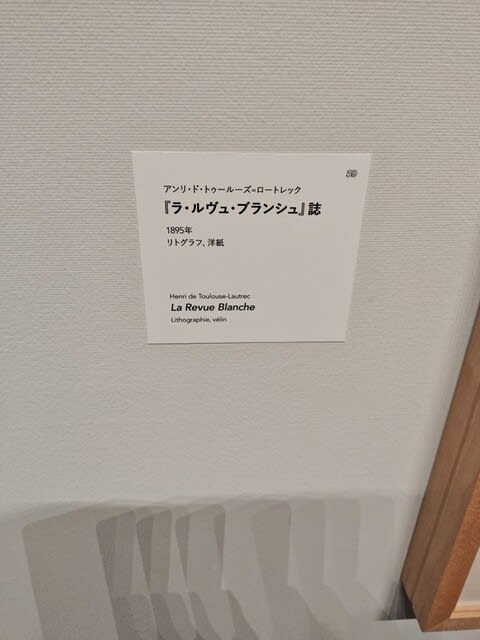 39
アンリ・ド・トゥールーズ=ロートレック
『ラ・ルヴュ・ブランシュ』誌
1895年
リトグラフ、洋紙
Henri de Toulouse-Lautrec
La Revue Blanche
Lithographie, vélin